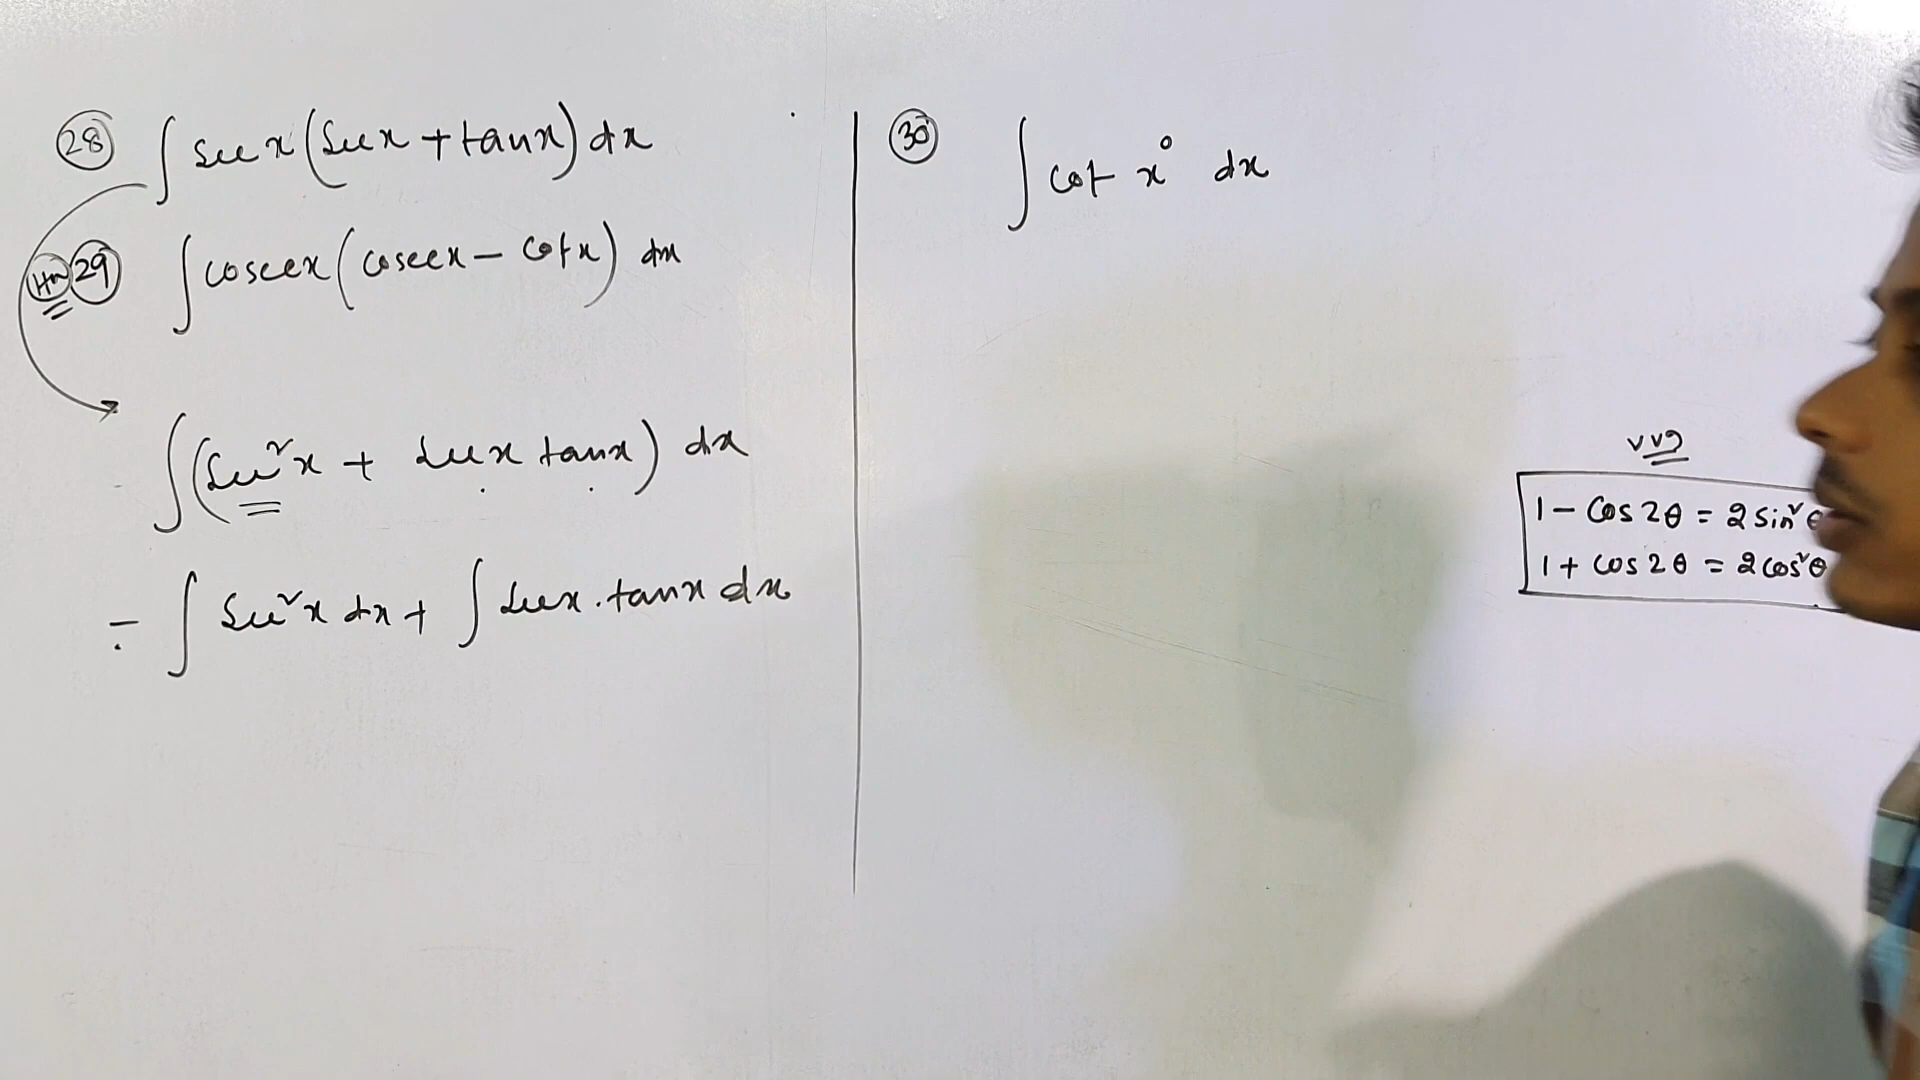 28 ∫ sec x (sec x + tan x) dx
HW 29 ∫ cosec x (cosec x − cot x) dx
∫ (sec²x + sec x tan x) dx
= ∫ sec²x dx + ∫ sec x . tan x dx
30 ∫ cot x° dx
1 − cos 2θ = 2 sin²θ
1 + cos 2θ = 2 cos²θ